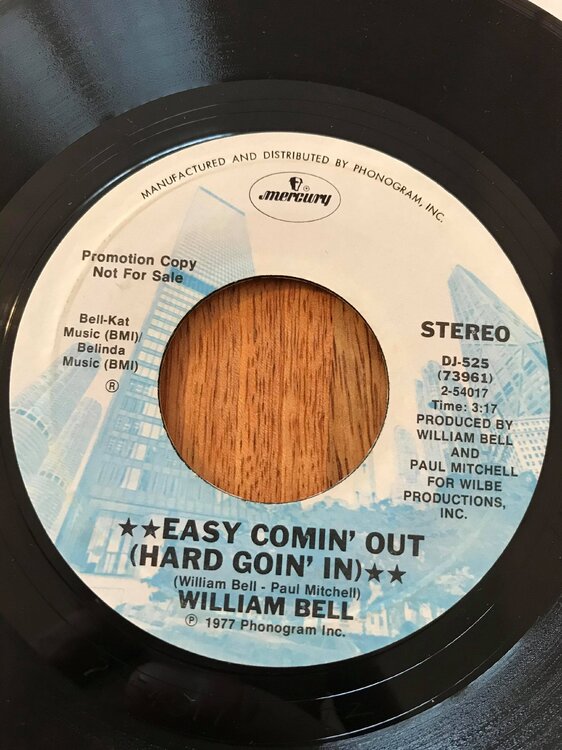 MANUFACTURED AND DISTRIBUTED BY PHONOGRAM, INC.
mercury
Promotion Copy
Not For Sale
Bell-Kat
Music (BMI)/
Belinda
Music (BMI)
®
STEREO
DJ-525
(73961)
2-54017
Time: 3:17
PRODUCED BY
WILLIAM BELL
AND
PAUL MITCHELL
FOR WILBE
PRODUCTIONS,
INC.
★★EASY COMIN' OUT
(HARD GOIN' IN)★★
(William Bell - Paul Mitchell)
WILLIAM BELL
℗ 1977 Phonogram Inc.